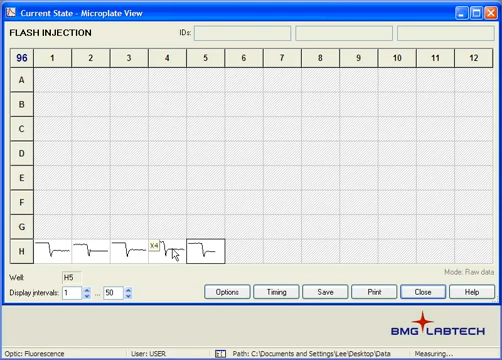 Current State - Microplate View
FLASH INJECTION
IDs:
96 1 2 3 4 5 6 7 8 9 10 11 12
A
B
C
D
E
F
G
H X4
Mode: Raw data
Well: H5
Display intervals: 1 ... 50
Options Timing Save Print Close Help
BMG LABTECH
Optic: Fluorescence User: USER Path: C:\Documents and Settings\Lee\Desktop\Data Measuring...